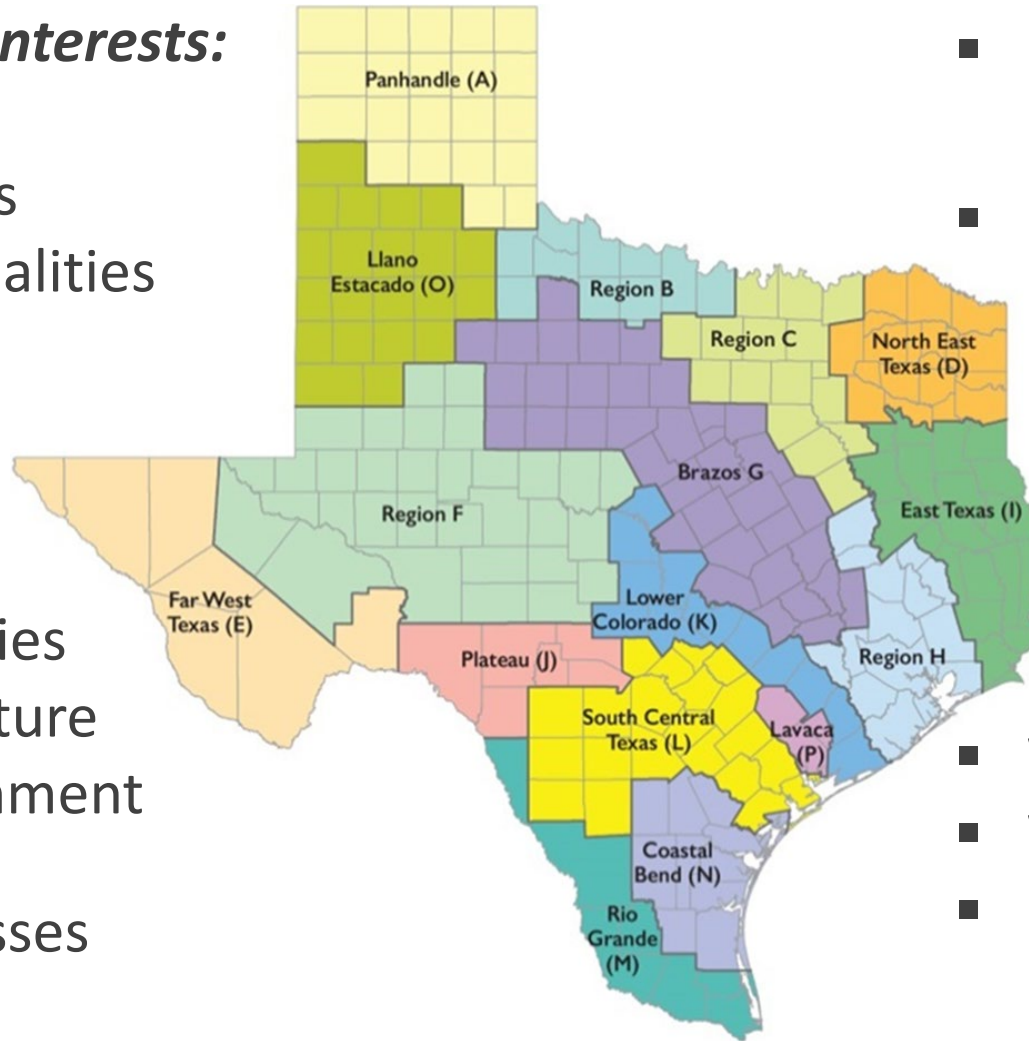 nterests:
s
alities
ies
ture
nment
sses
Panhandle (A)
Llano
Estacado (O)
Region B
Region C
North East
Texas (D)
Brazos G
East Texas (I)
Region F
Far West
Texas (E)
Lower
Colorado (K)
Plateau (J)
Region H
South Central
Texas (L)
Lavaca
(P)
Coastal
Bend (N)
Rio
Grande
(M)